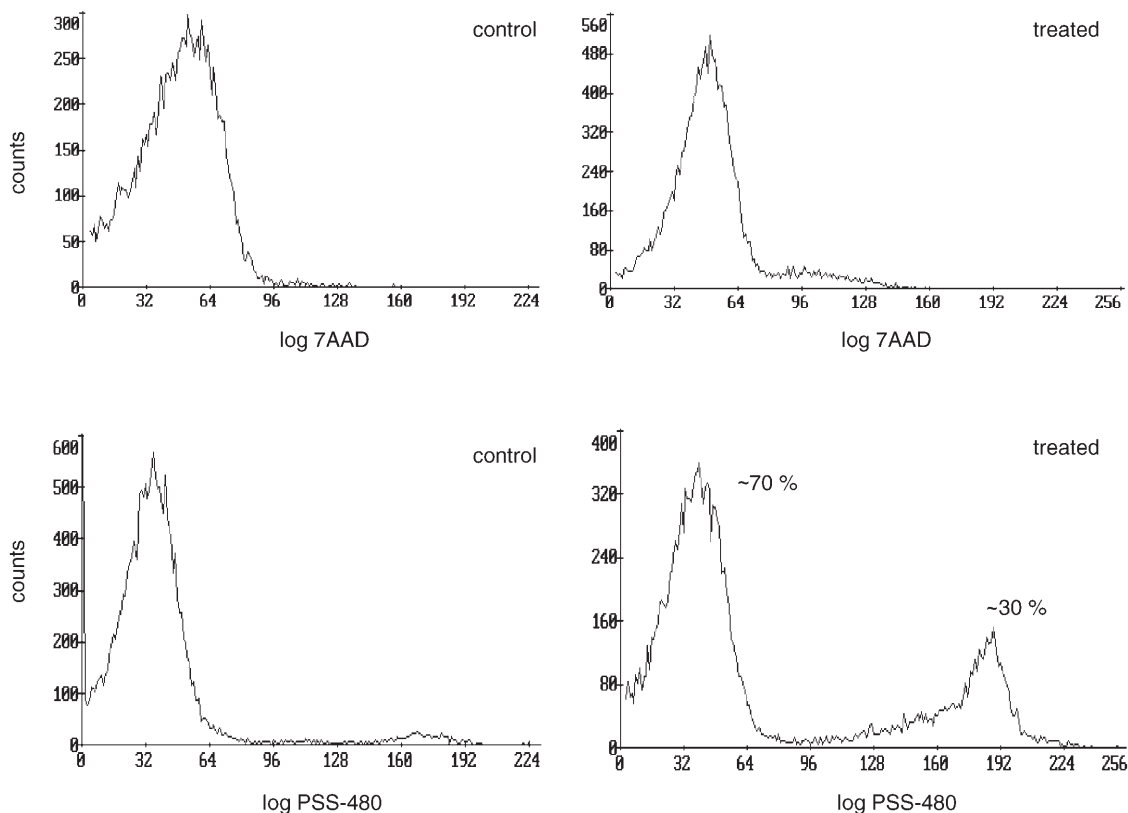 control
300
250
200
150
100
50
0
counts
0 32 64 96 128 160 192 224
log 7AAD
treated
560
480
400
320
240
160
80
0
0 32 64 96 128 160 192 224 256
log 7AAD
control
600
500
400
300
200
100
0
counts
0 32 64 96 128 160 192 224
log PSS-480
treated
400
320
240
160
80
0
~70 %
~30 %
0 32 64 96 128 160 192 224 256
log PSS-480